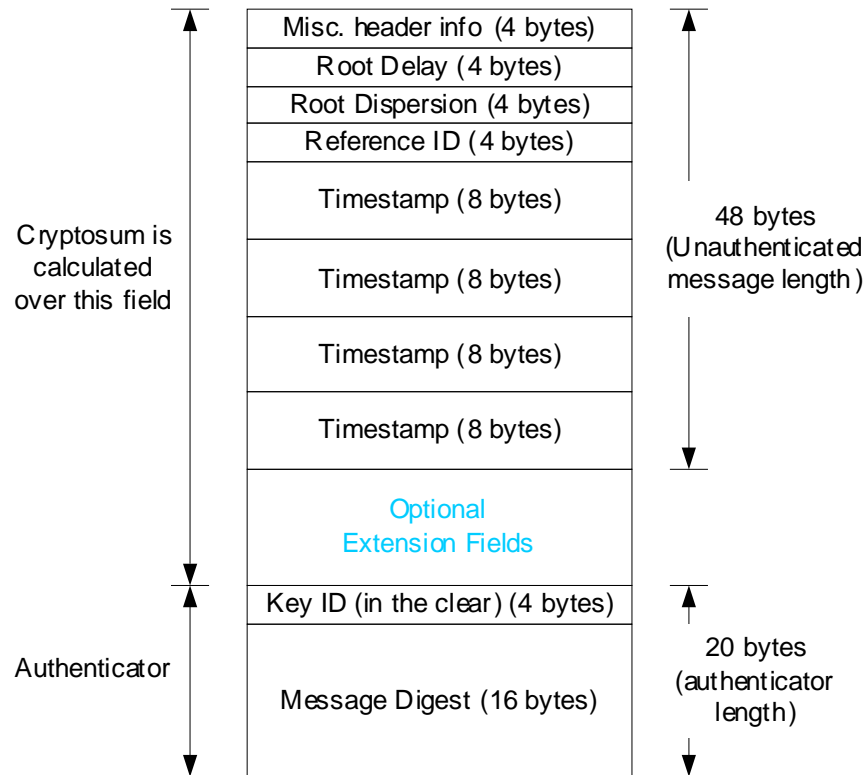 Misc. header info (4 bytes)
Root Delay (4 bytes)
Root Dispersion (4 bytes)
Reference ID (4 bytes)
Timestamp (8 bytes)
Timestamp (8 bytes)
Timestamp (8 bytes)
Timestamp (8 bytes)
Optional
Extension Fields
Key ID (in the clear) (4 bytes)
Message Digest (16 bytes)
Cryptosum is
calculated
over this field
Authenticator
48 bytes
(Unauthenticated
message length)
20 bytes
(authenticator
length)